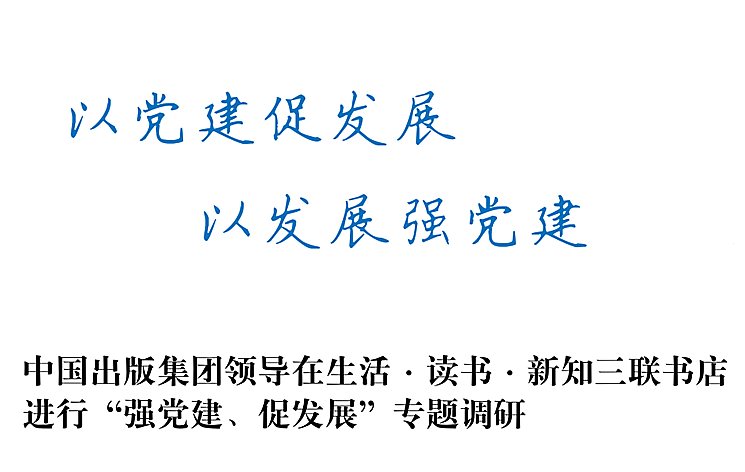 以党建促发展
以发展强党建
中国出版集团领导在生活·读书·新知三联书店
进行“强党建、促发展”专题调研